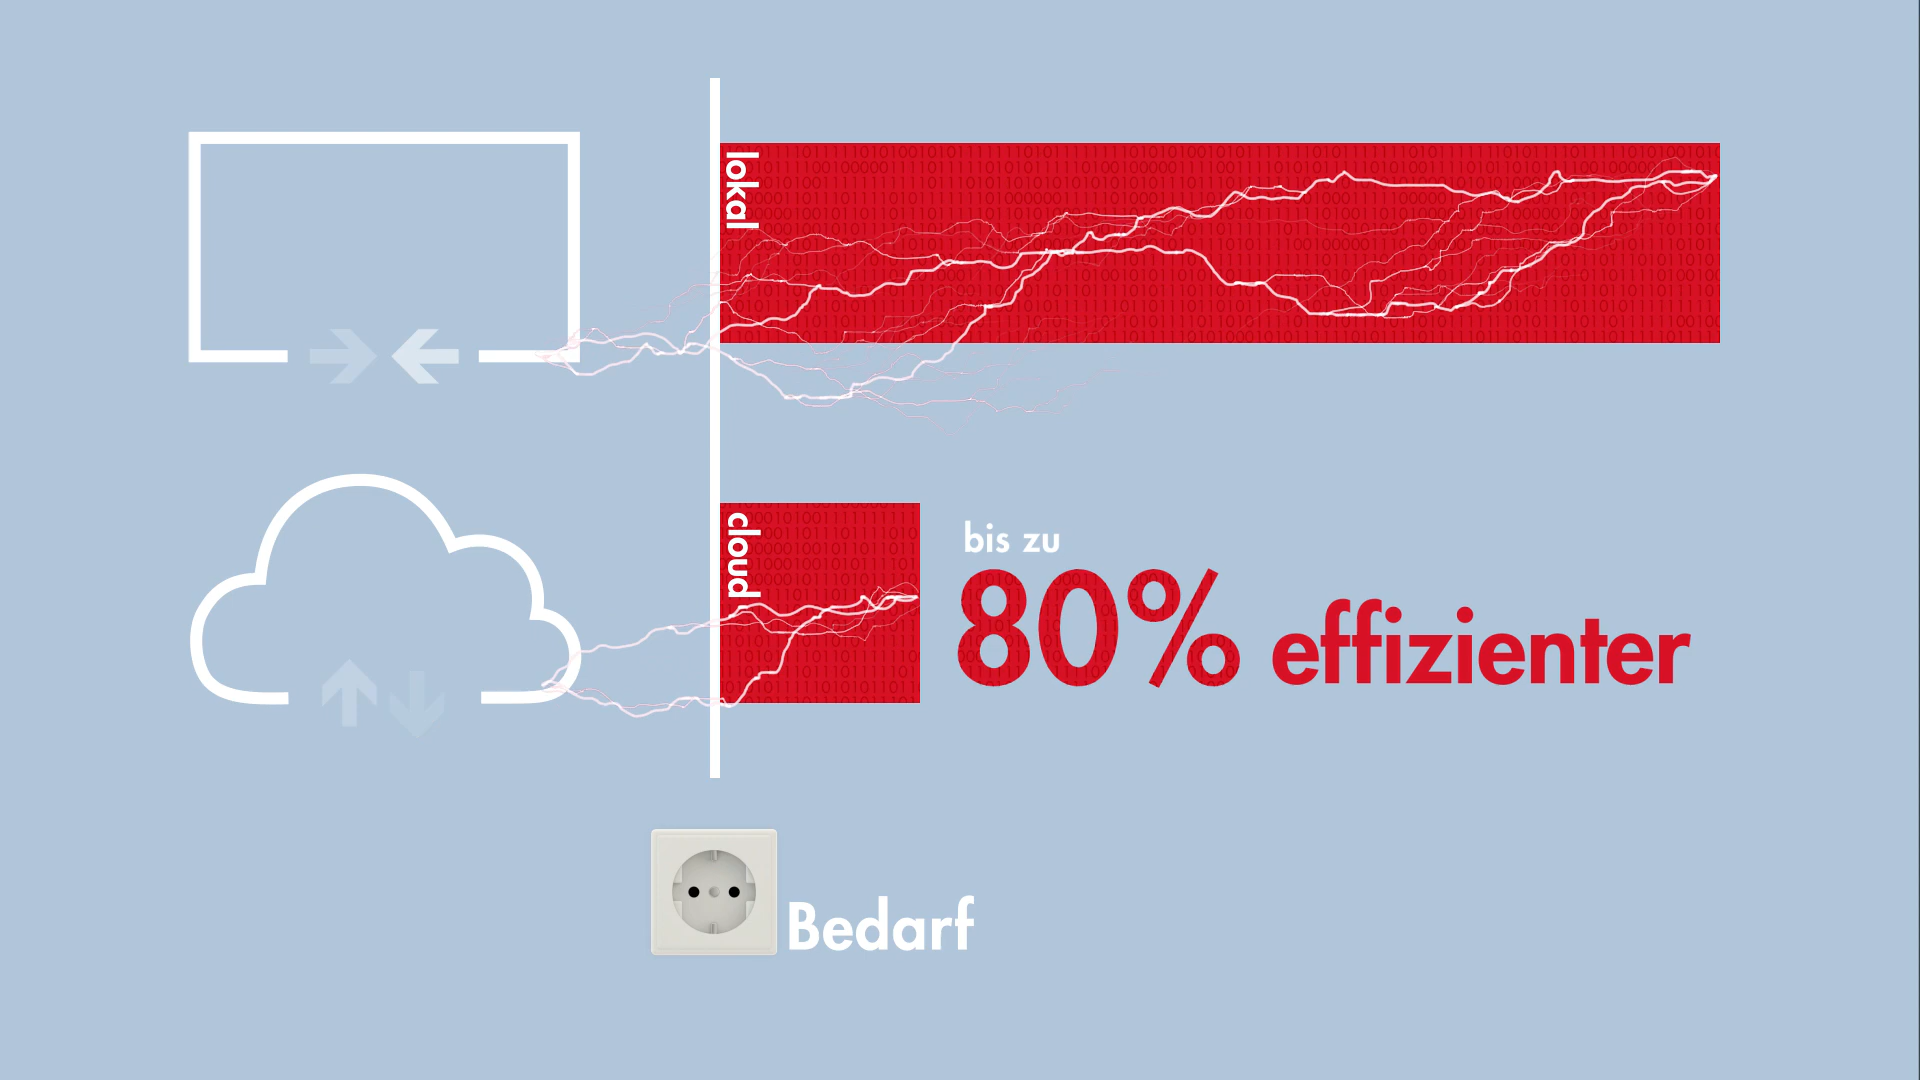 lokal
cloud
bis zu
80% effizienter
Bedarf